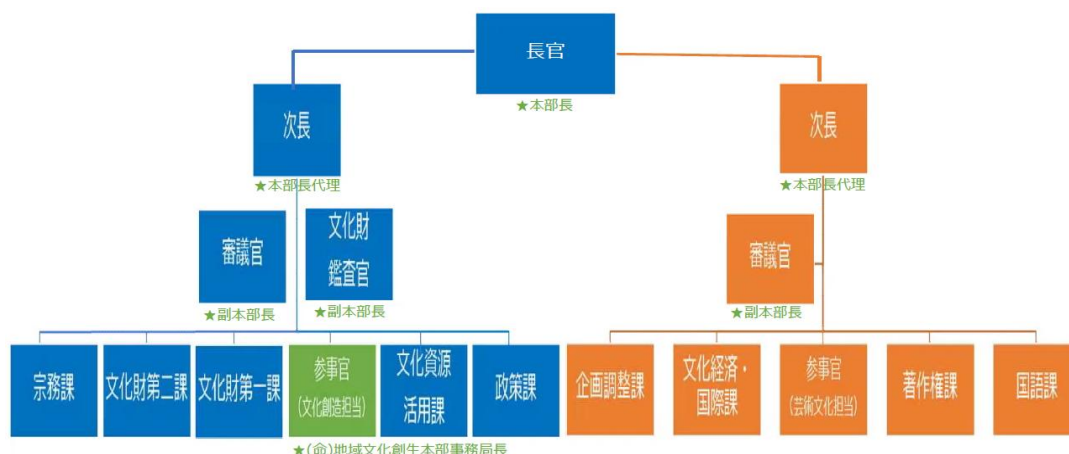 長官
★本部長
次長
★本部長代理
次長
★本部長代理
審議官
★副本部長
文化財
鑑査官
★副本部長
審議官
★副本部長
宗務課
文化財第二課
文化財第一課
参事官
(文化創造担当)
文化資源
活用課
政策課
企画調整課
文化経済・
国際課
参事官
(芸術文化担当)
著作権課
国語課
★(命)地域文化創生本部事務局長